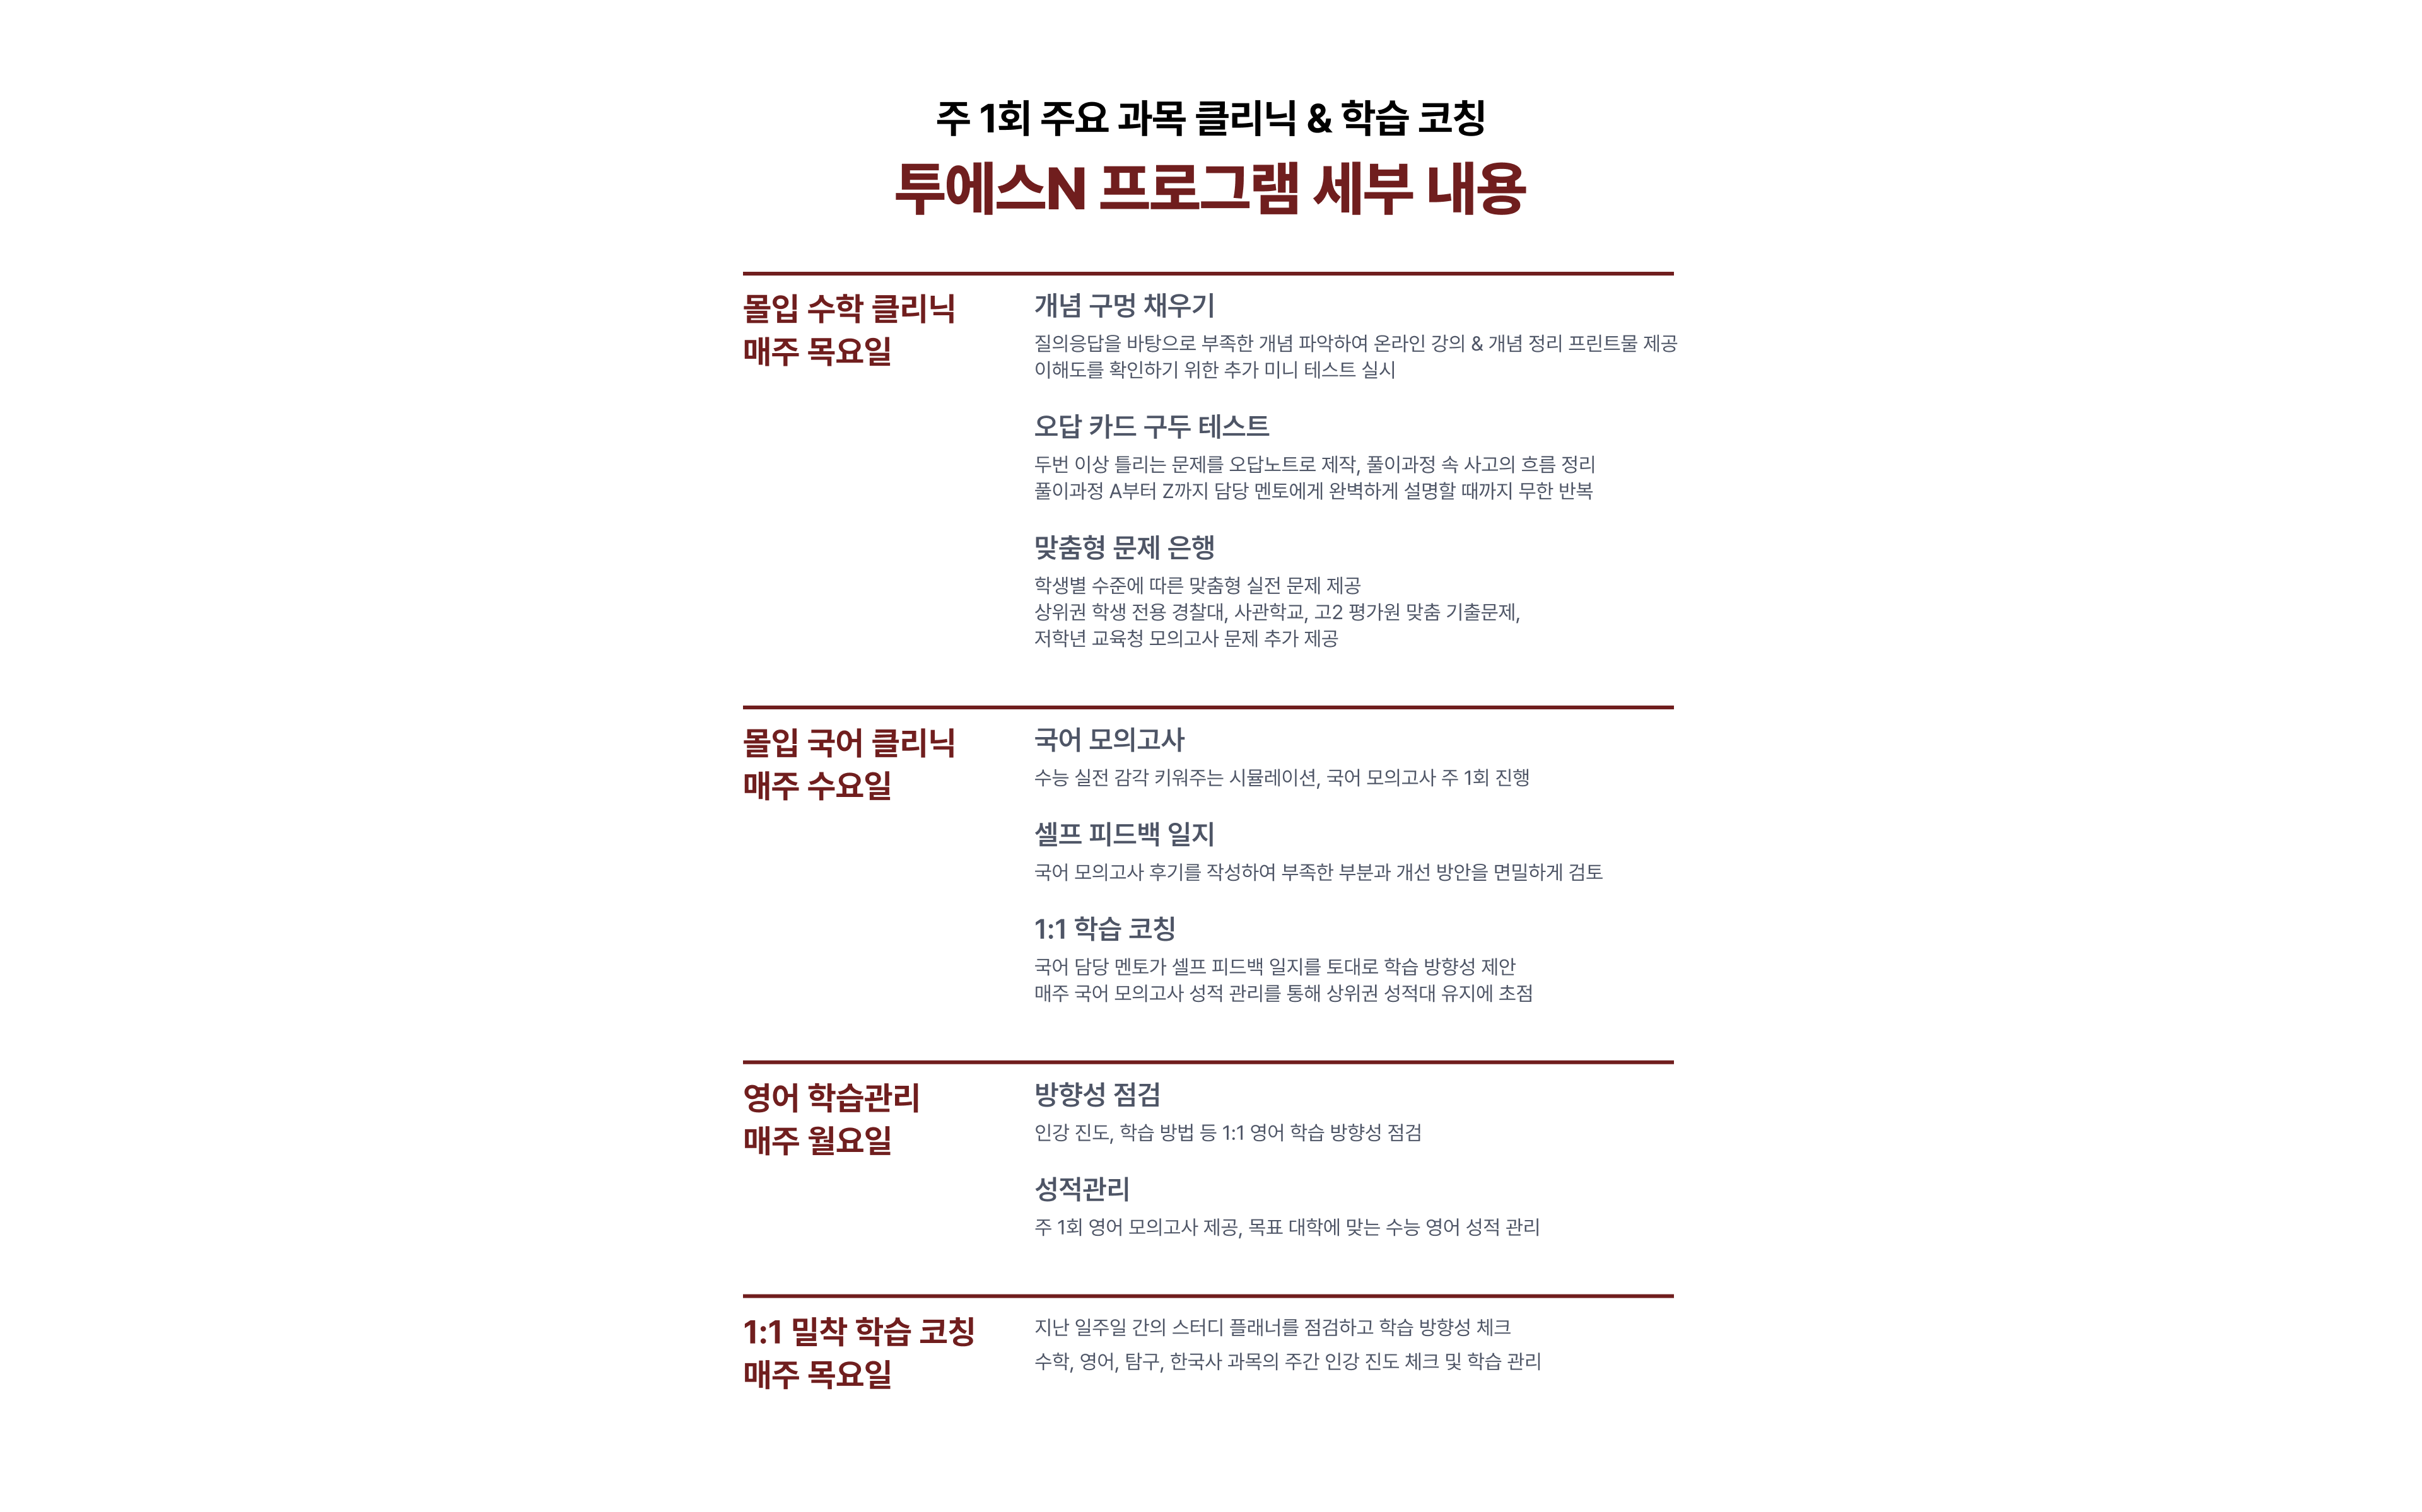 주 1회 주요 과목 클리닉 & 학습 코칭
투에스N 프로그램 세부 내용
몰입 수학 클리닉
매주 목요일
개념 구멍 채우기
질의응답을 바탕으로 부족한 개념 파악하여 온라인 강의 & 개념 정리 프린트물 제공
이해도를 확인하기 위한 추가 미니 테스트 실시
오답 카드 구두 테스트
두번 이상 틀리는 문제를 오답노트로 제작, 풀이과정 속 사고의 흐름 정리
풀이과정 A부터 Z까지 담당 멘토에게 완벽하게 설명할 때까지 무한 반복
맞춤형 문제 은행
학생별 수준에 따른 맞춤형 실전 문제 제공
상위권 학생 전용 경찰대, 사관학교, 고2 평가원 맞춤 기출문제,
저학년 교육청 모의고사 문제 추가 제공
몰입 국어 클리닉
매주 수요일
국어 모의고사
수능 실전 감각 키워주는 시뮬레이션, 국어 모의고사 주 1회 진행
셀프 피드백 일지
국어 모의고사 후기를 작성하여 부족한 부분과 개선 방안을 면밀하게 검토
1:1 학습 코칭
국어 담당 멘토가 셀프 피드백 일지를 토대로 학습 방향성 제안
매주 국어 모의고사 성적 관리를 통해 상위권 성적대 유지에 초점
영어 학습관리
매주 월요일
방향성 점검
인강 진도, 학습 방법 등 1:1 영어 학습 방향성 점검
성적관리
주 1회 영어 모의고사 제공, 목표 대학에 맞는 수능 영어 성적 관리
1:1 밀착 학습 코칭
매주 목요일
지난 일주일 간의 스터디 플래너를 점검하고 학습 방향성 체크
수학, 영어, 탐구, 한국사 과목의 주간 인강 진도 체크 및 학습 관리